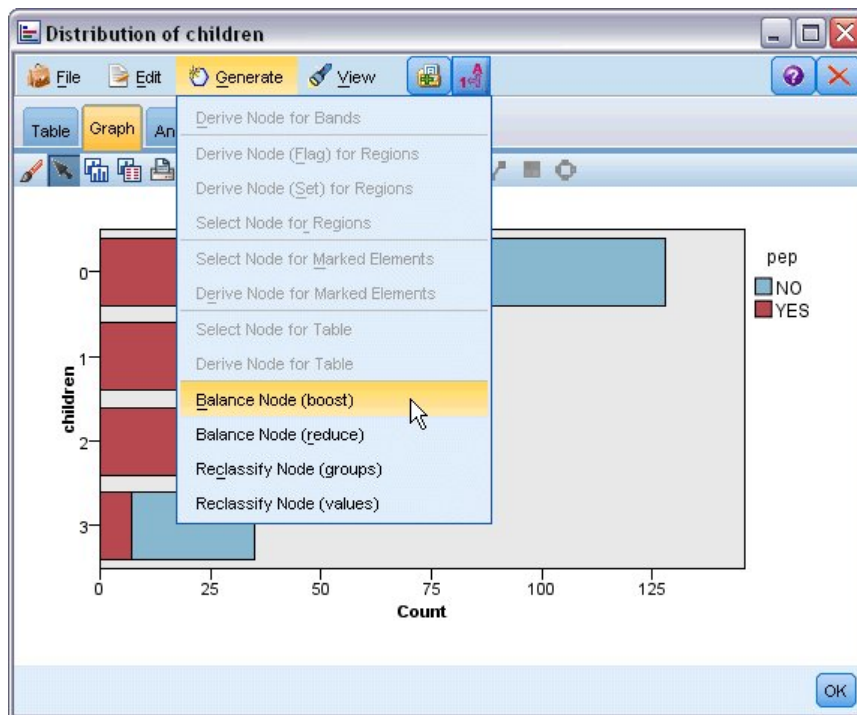 Distribution of children
File Edit Generate View
Table Graph An
Derive Node for Bands
Derive Node (Flag) for Regions
Derive Node (Set) for Regions
Select Node for Regions
Select Node for Marked Elements
Derive Node for Marked Elements
Select Node for Table
Derive Node for Table
Balance Node (boost)
Balance Node (reduce)
Reclassify Node (groups)
Reclassify Node (values)
pep
NO
YES
children
0
1
2
3
0 25 50 75 100 125
Count
OK